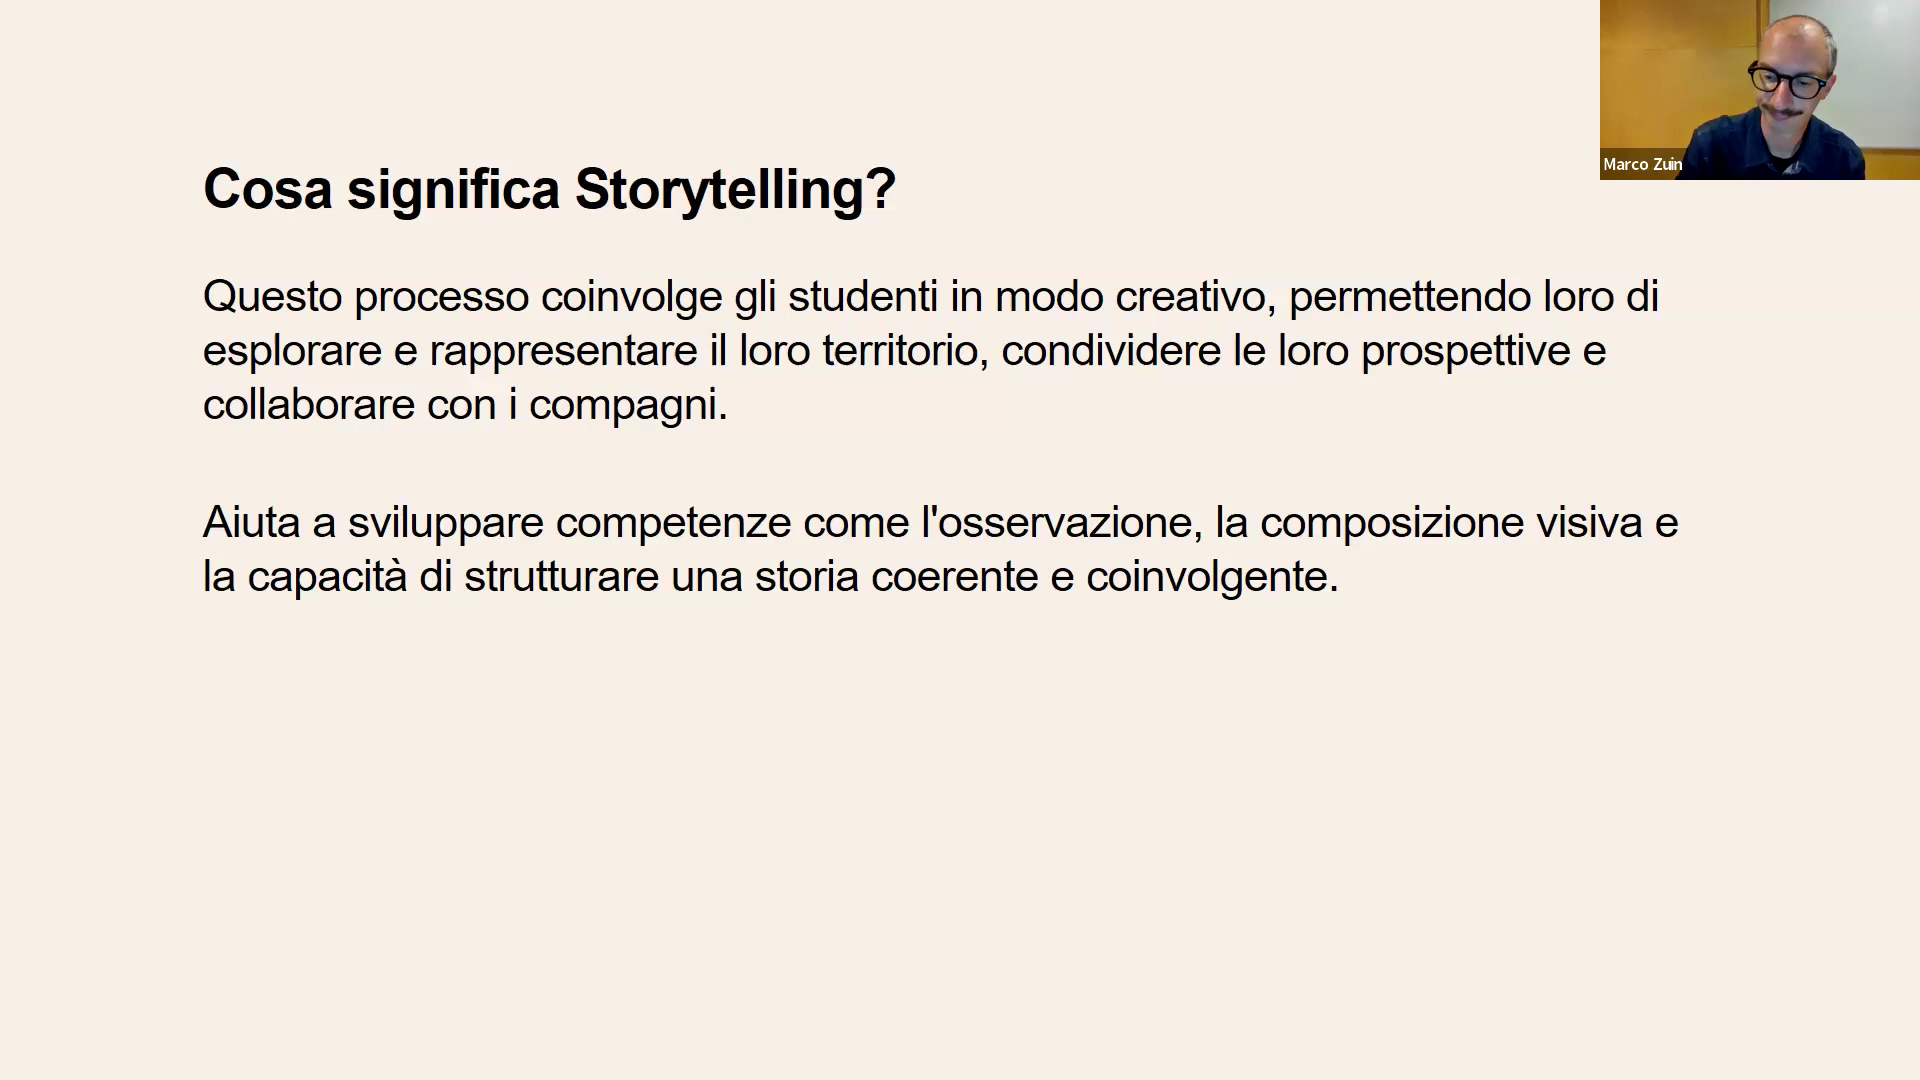 Cosa significa Storytelling?
Questo processo coinvolge gli studenti in modo creativo, permettendo loro di
esplorare e rappresentare il loro territorio, condividere le loro prospettive e
collaborare con i compagni.
Aiuta a sviluppare competenze come l'osservazione, la composizione visiva e
la capacità di strutturare una storia coerente e coinvolgente.
Marco Zuin